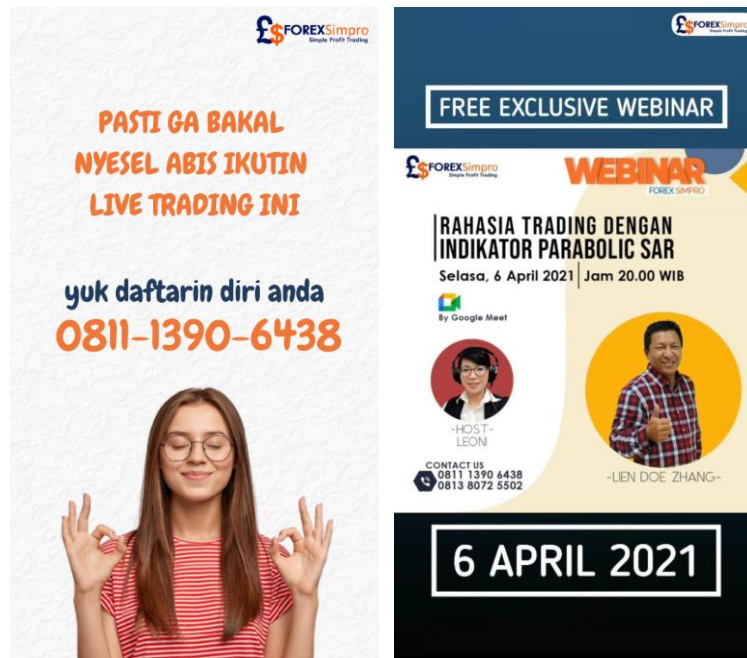 FOREXSimpro
Simple Profit Trading
PASTI GA BAKAL
NYESEL ABIS IKUTIN
LIVE TRADING INI
yuk daftarin diri anda
0811-1390-6438
FOREXSimpro
Simple Profit Trading
FREE EXCLUSIVE WEBINAR
FOREXSimpro
Simple Profit Trading
WEBINAR
FOREX SIMPRO
RAHASIA TRADING DENGAN
INDIKATOR PARABOLIC SAR
Selasa, 6 April 2021 | Jam 20.00 WIB
By Google Meet
-HOST-
LEONI
CONTACT US
0811 1390 6438
0813 8072 5502
-LIEN DOE ZHANG-
6 APRIL 2021